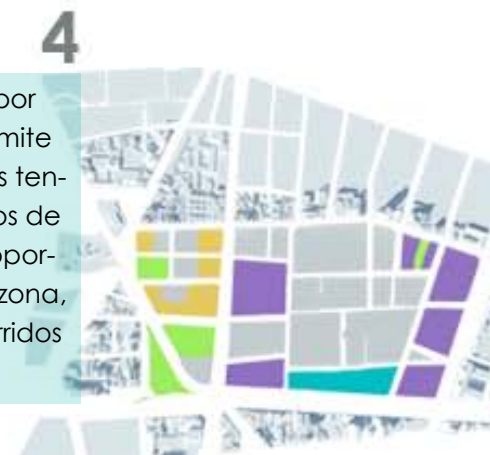 4
por
mite
s ten-
os de
opor-
zona,
rridos